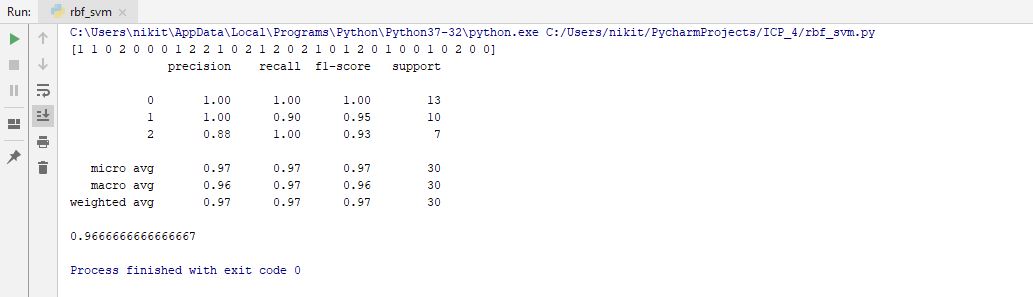 Run: rbf_svm
C:\Users\nikit\AppData\Local\Programs\Python\Python37-32\python.exe C:/Users/nikit/PycharmProjects/ICP_4/rbf_svm.py
[1 1 0 2 0 0 0 1 2 2 1 0 2 1 0 2 1 0 1 2 0 1 0 0 1 0 2 0 0]
precision recall f1-score support
0 1.00 1.00 1.00 13
1 1.00 0.90 0.95 10
2 0.88 1.00 0.93 7
micro avg 0.97 0.97 0.97 30
macro avg 0.96 0.97 0.96 30
weighted avg 0.97 0.97 0.97 30
0.9666666666666667
Process finished with exit code 0